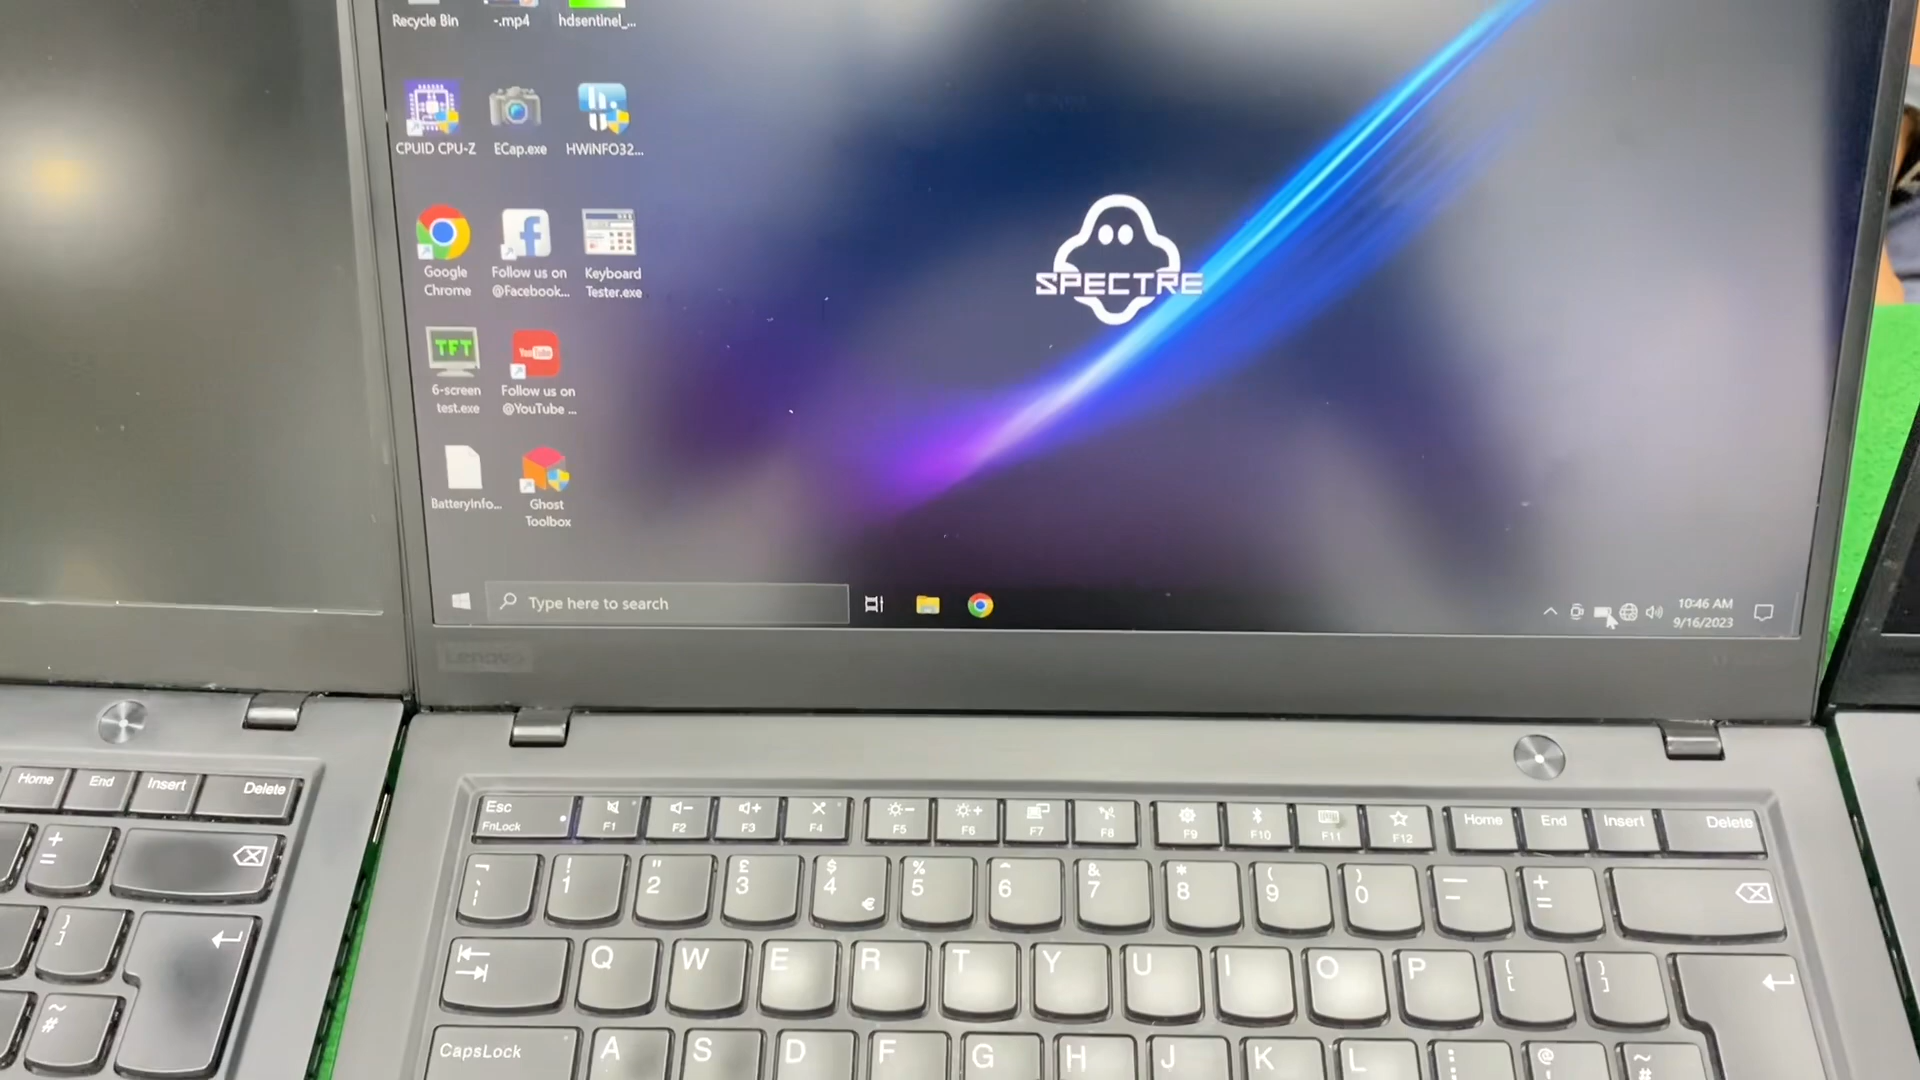 Recycle Bin
-.mp4
hdsentinel_...
CPUID CPU-Z
ECap.exe
HWiNFO32...
Google
Chrome
Follow us on
@Facebook...
Keyboard
Tester.exe
TFT
6-screen
test.exe
YouTube
Follow us on
@YouTube ...
BatteryInfo...
Ghost
Toolbox
SPECTRE
Type here to search
10:46 AM
9/16/2023
Lenovo
Home End Insert Delete
+
=
}
]
~
#
Esc
FnLock
F1 F2 F3 F4 F5 F6 F7 F8 F9 F10 F11 F12 Home End Insert Delete
! " £ $ % ^ & * ( ) _ +
1 2 3 4 € 5 6 7 8 9 0 - =
Q W E R T Y U I O P { }
[ ]
CapsLock A S D F G H J K L : @ ~
#